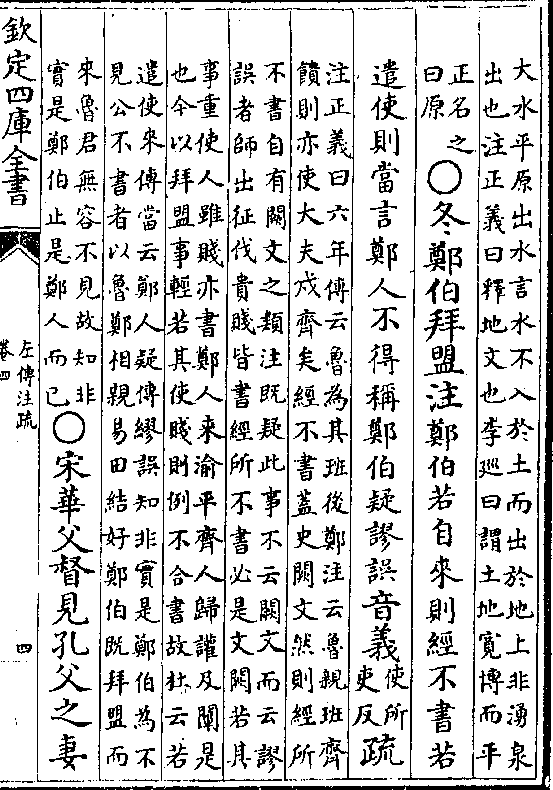 大水平原出水言水不入於土而出於地上非湧泉
出也注正義曰釋地文也李廵曰謂土地寛博而平
正名之
曰原
○冬鄭伯拜盟注鄭伯若自來則經不書若
遣使則當言鄭人不得稱鄭伯疑謬誤音義
使所
吏反
疏
注正義曰六年傳云魯為其班後鄭注云魯親班齊
饋則亦使大夫戍齊矣經不書蓋史闕文然則經所
不書自有闕文之類注既疑此事不云闕文而云謬
誤者師出征伐貴賤皆書經所不書必是文闕若其
事重使人雖賤亦書鄭人來渝平齊人歸讙及闡是
也今以拜盟事輕若其使賤則例不合書故杜云若
遣使來傳當云鄭人疑傳繆誤知非實是鄭伯為不
見公不書者以魯鄭相親易田結好鄭伯既拜盟而
來魯君無容不見故知非
實是鄭伯止是鄭人而已
○宋華父督見孔父之妻
欽定四庫全書
左傳注疏
卷四
四